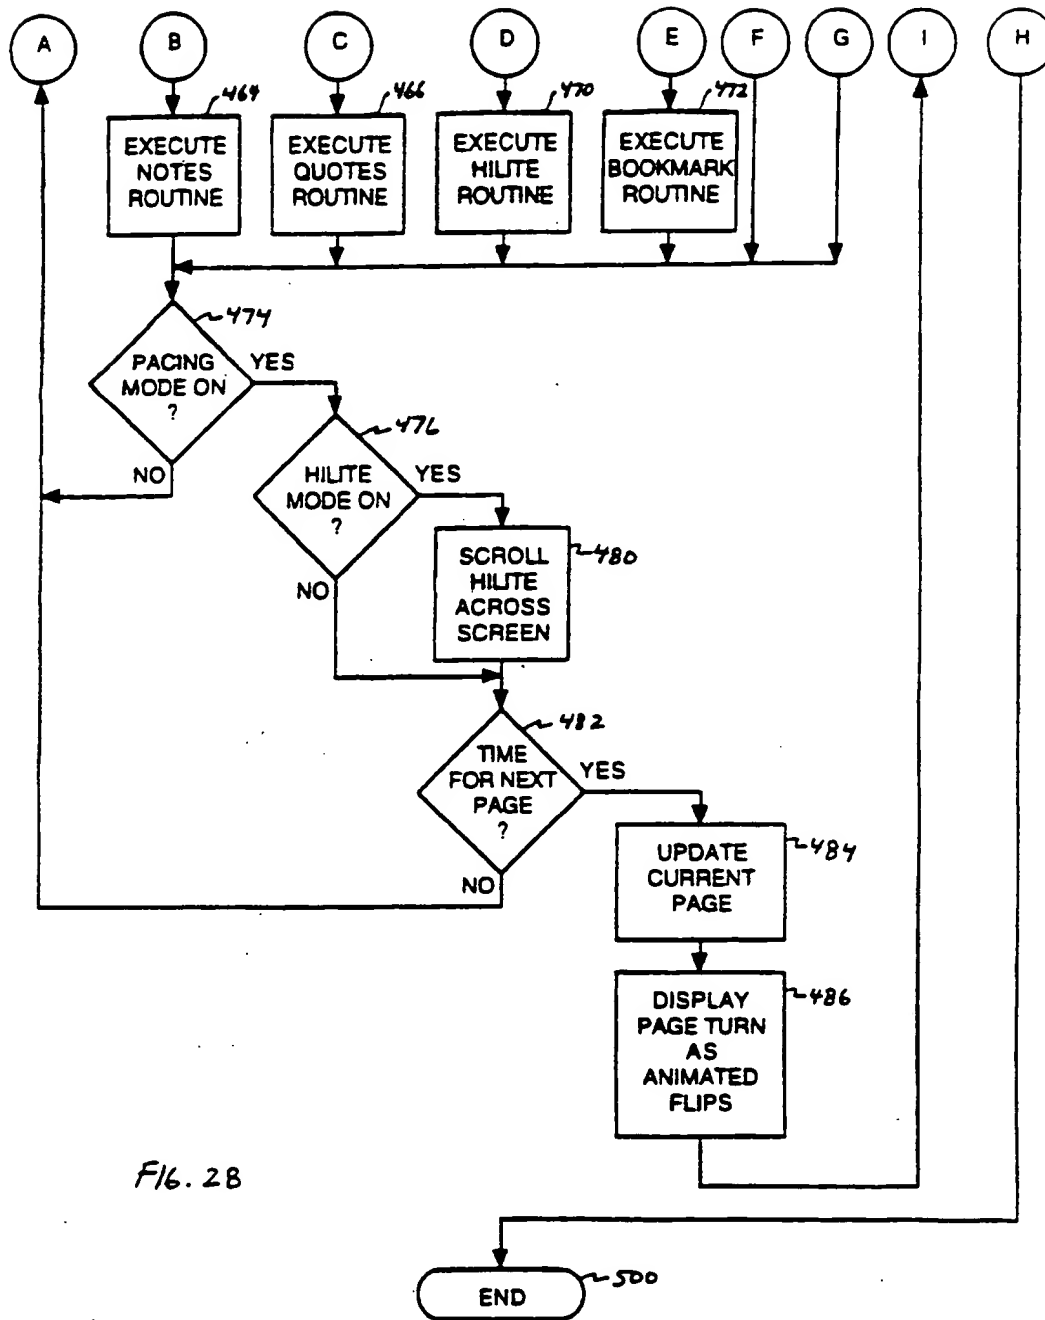 A B C D E F G I H
464 466 470 472
EXECUTE
NOTES
ROUTINE
EXECUTE
QUOTES
ROUTINE
EXECUTE
HILITE
ROUTINE
EXECUTE
BOOKMARK
ROUTINE
474
PACING
MODE ON
?
YES
NO
476
HILITE
MODE ON
?
YES
NO
480
SCROLL
HILITE
ACROSS
SCREEN
482
TIME
FOR NEXT
PAGE
?
YES
NO
484
UPDATE
CURRENT
PAGE
486
DISPLAY
PAGE TURN
AS
ANIMATED
FLIPS
FIG. 2B
500
END